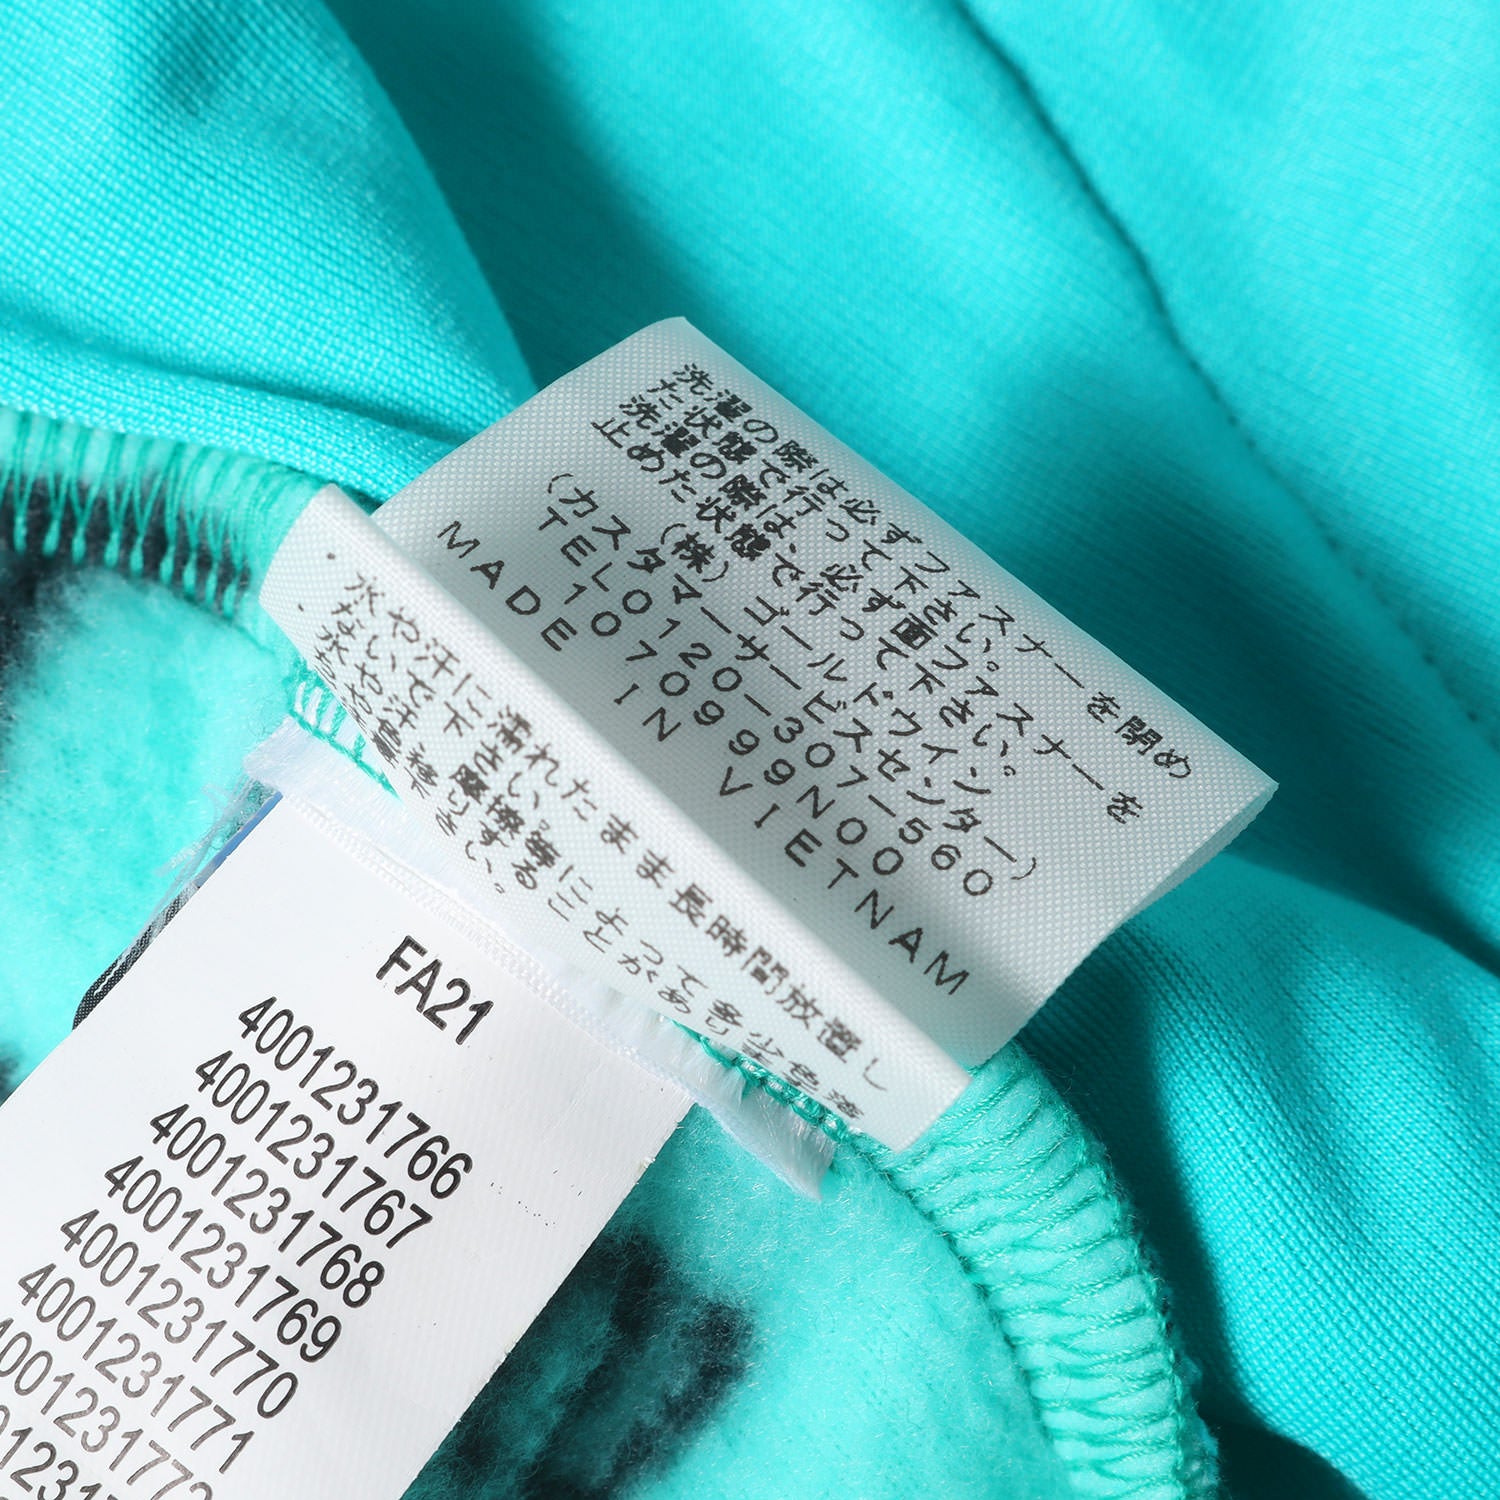 洗濯の際は必ずファスナーを閉め
た状態で行って下さい。
洗濯の際は、必ず面ファスナーを
止めた状態で行って下さい。
(株) ゴールドウイン
(カスタマーサービスセンター)
TEL0120-307-560
107099N00
MADE IN VIETNAM
・水や汗に濡れたまま長時間放置し
ないで下さい。
・水や汗
摩擦等によって多少色落
ることがあり
FA21
4001231766
4001231767
4001231768
4001231769
4001231770
4001231771